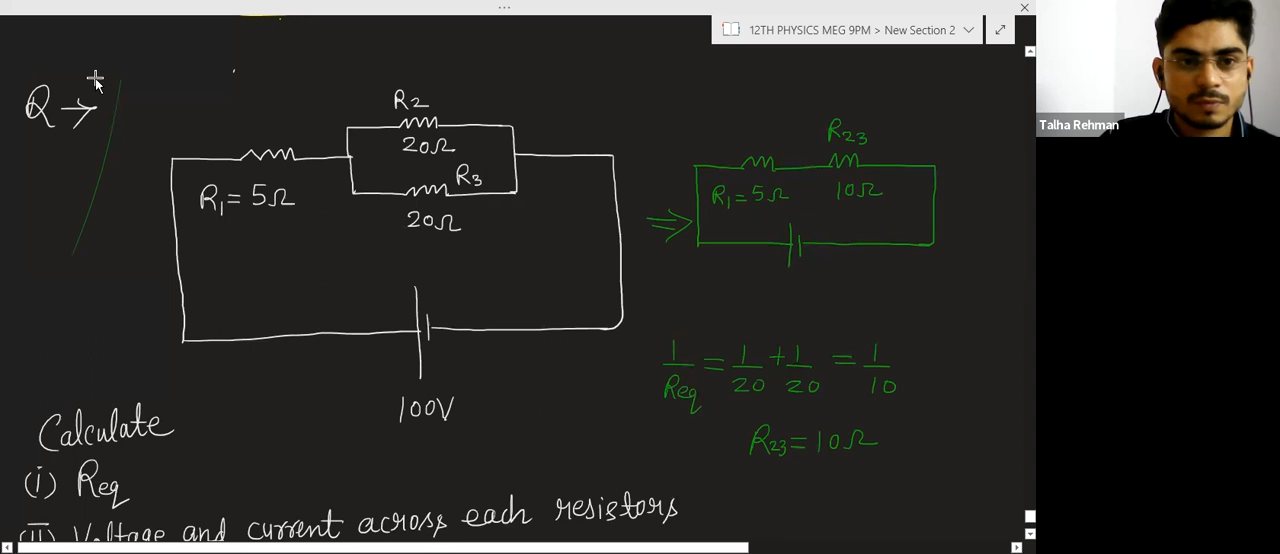 12TH PHYSICS MEG 9PM > New Section 2
Talha Rehman
Q →
R2
20Ω
R3
20Ω
R1 = 5Ω
100V
R23
R1 = 5Ω
10Ω
⇒
1/Req = 1/20 + 1/20 = 1/10
R23 = 10Ω
Calculate
(i) Req
(ii) Voltage and current across each resistors